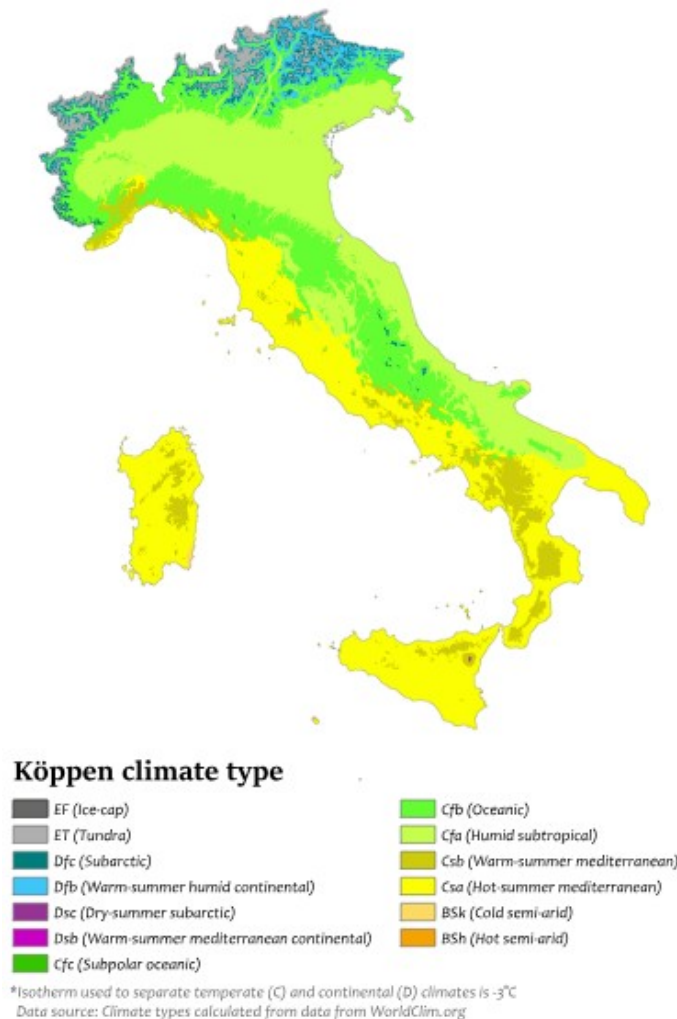 Köppen climate type
EF (Ice-cap)
ET (Tundra)
Dfc (Subarctic)
Dfb (Warm-summer humid continental)
Dsc (Dry-summer subarctic)
Dsb (Warm-summer mediterranean continental)
Cfc (Subpolar oceanic)
Cfb (Oceanic)
Cfa (Humid subtropical)
Csb (Warm-summer mediterranean)
Csa (Hot-summer mediterranean)
BSk (Cold semi-arid)
BSh (Hot semi-arid)
*Isotherm used to separate temperate (C) and continental (D) climates is -3°C
Data source: Climate types calculated from data from WorldClim.org